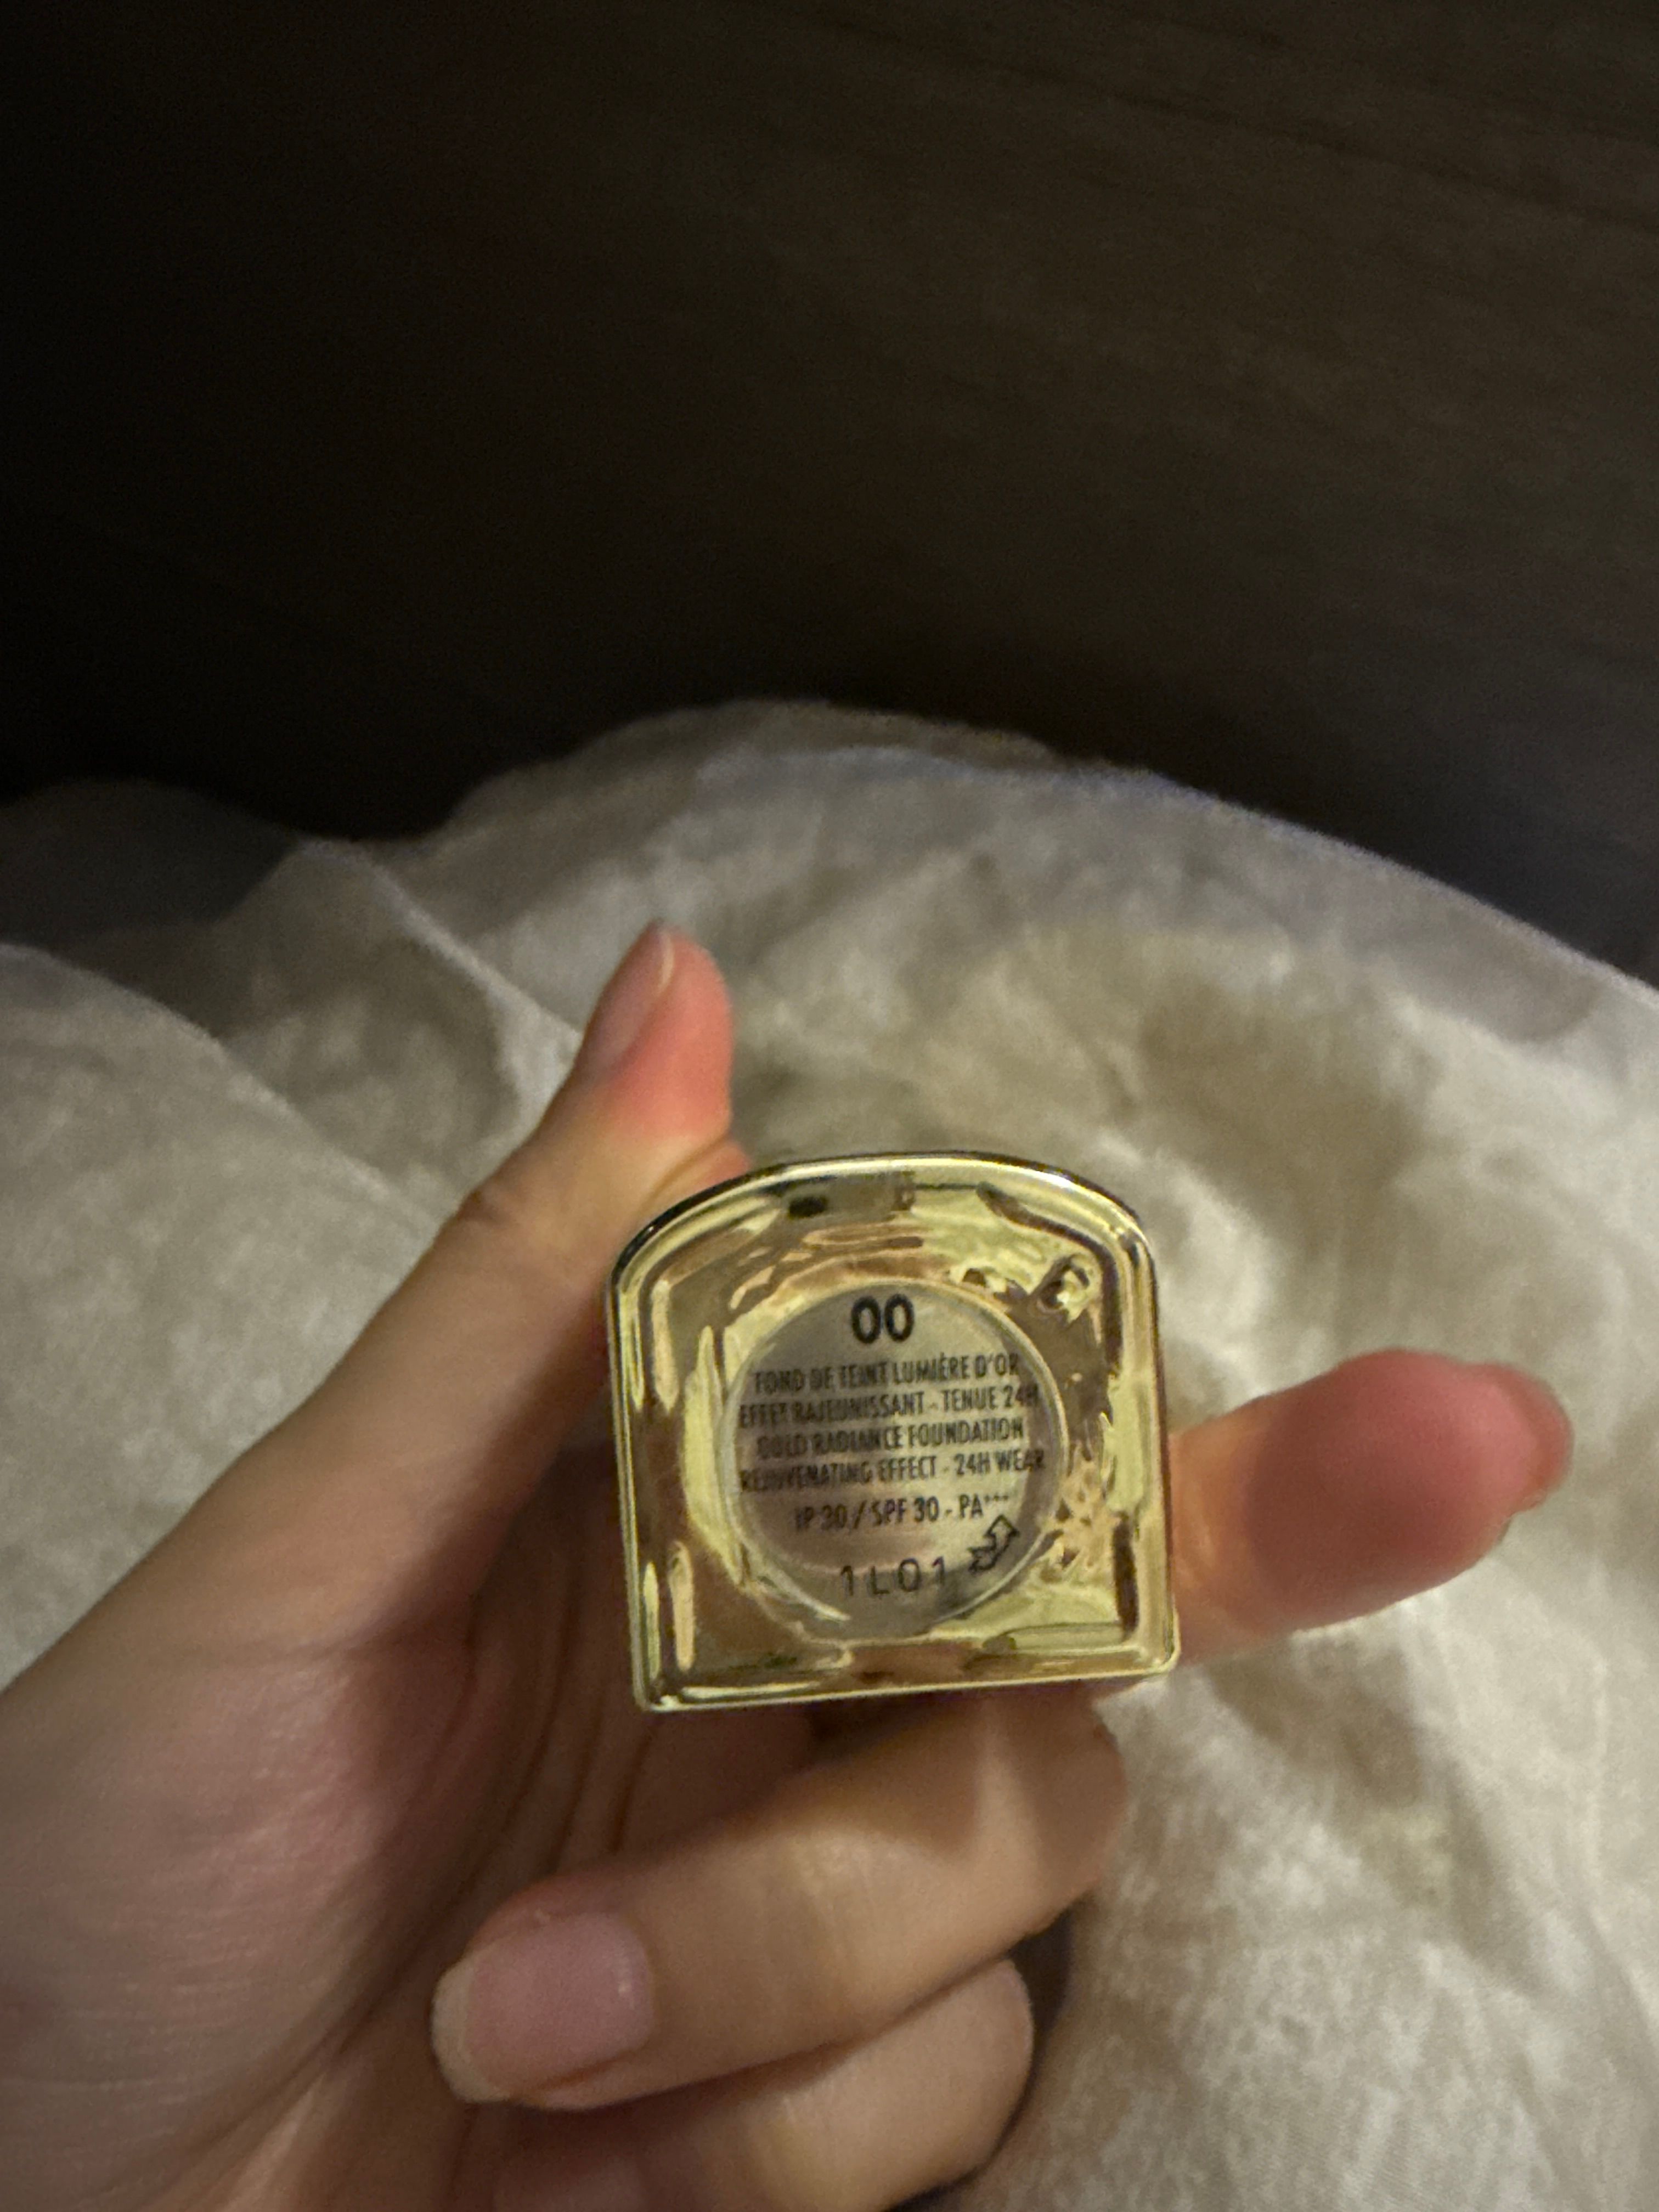 00
FOND DE TEINT LUMIÈRE D'OR
EFFET RAJEUNISSANT - TENUE 24H
GOLD RADIANCE FOUNDATION
REJUVENATING EFFECT - 24H WEAR
IP 30 / SPF 30 - PA+++
1L01